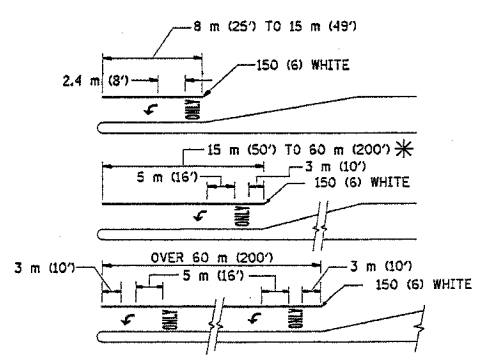 8 m (25') TO 15 m (49')
2.4 m (8')
150 (6) WHITE
ONLY
15 m (50') TO 60 m (200') *
5 m (16')
3 m (10')
150 (6) WHITE
ONLY
OVER 60 m (200')
3 m (10')
5 m (16')
3 m (10')
150 (6) WHITE
ONLY
ONLY